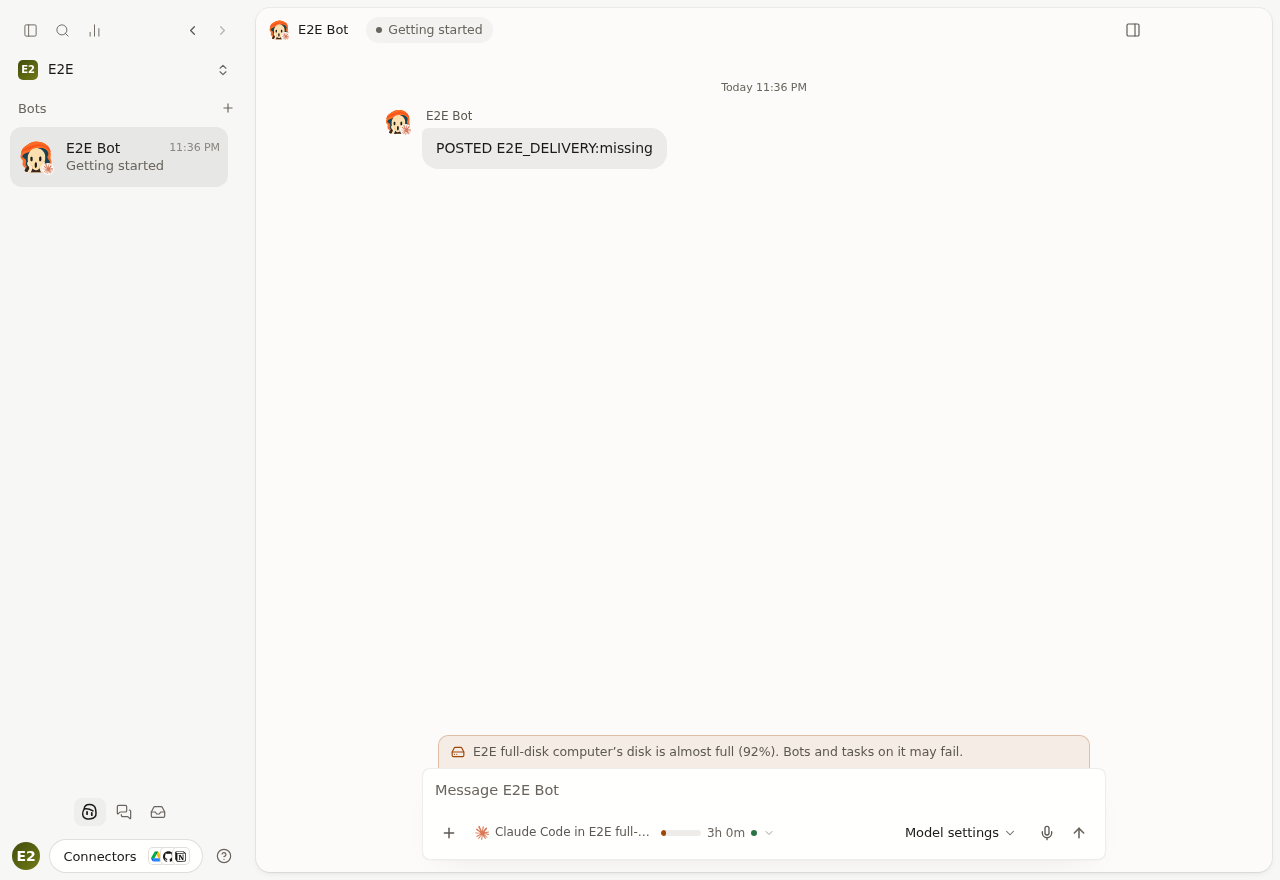 E2 E2E
Bots
E2E Bot 11:36 PM
Getting started
E2 Connectors
E2E Bot Getting started
Today 11:36 PM
E2E Bot
POSTED E2E_DELIVERY:missing
E2E full-disk computer’s disk is almost full (92%). Bots and tasks on it may fail.
Message E2E Bot
Claude Code in E2E full-... 3h 0m Model settings